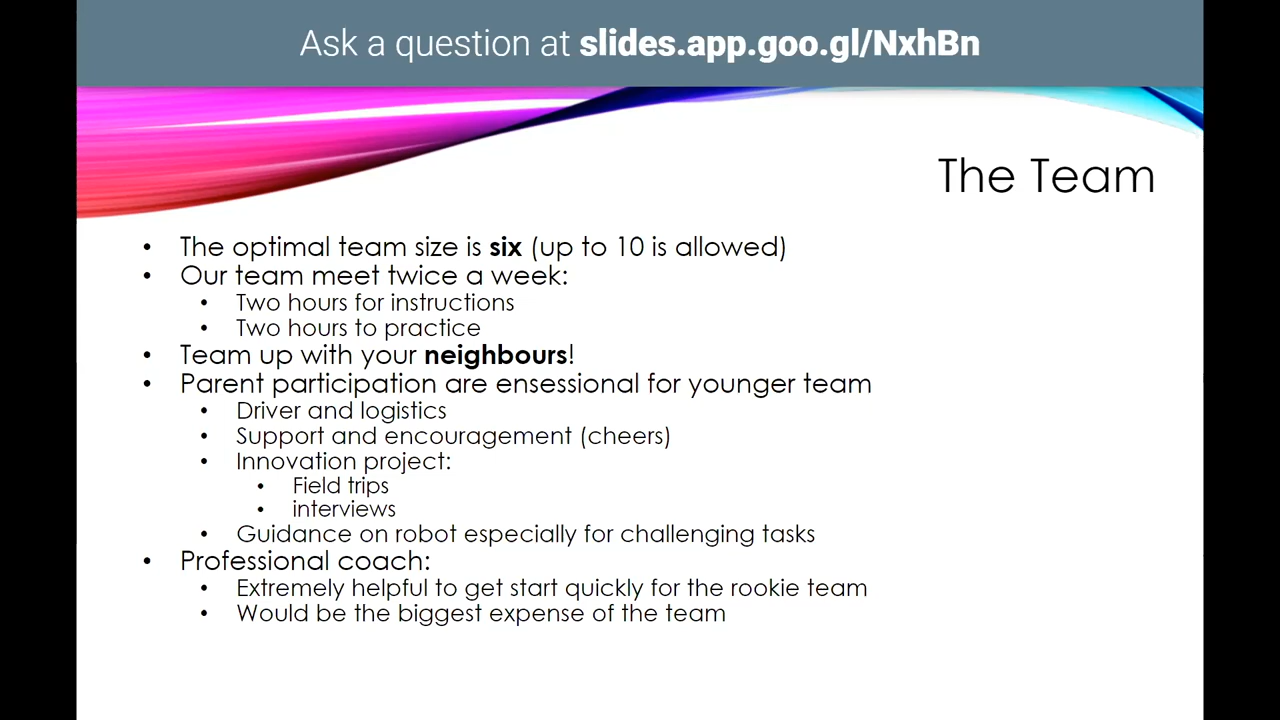 Ask a question at slides.app.goo.gl/NxhBn
The Team
• The optimal team size is six (up to 10 is allowed)
• Our team meet twice a week:
• Two hours for instructions
• Two hours to practice
• Team up with your neighbours!
• Parent participation are ensessional for younger team
• Driver and logistics
• Support and encouragement (cheers)
• Innovation project:
• Field trips
• interviews
• Guidance on robot especially for challenging tasks
• Professional coach:
• Extremely helpful to get start quickly for the rookie team
• Would be the biggest expense of the team